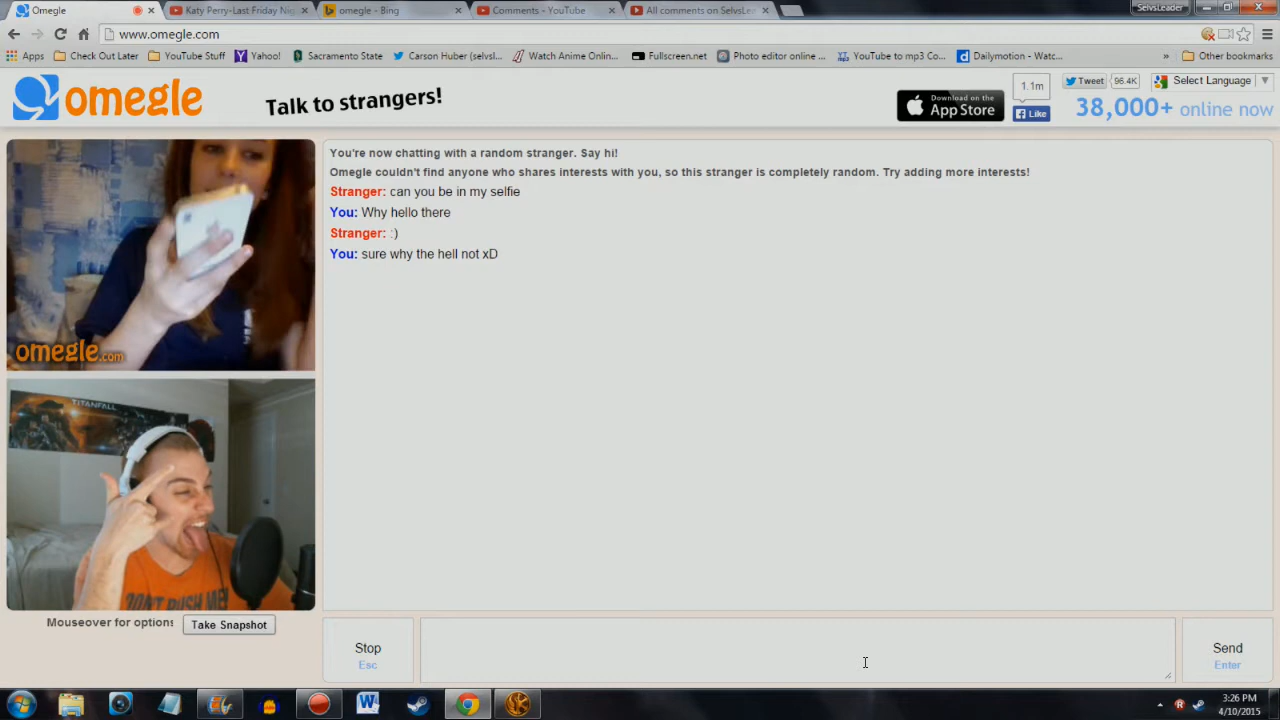 Omegle
Katy Perry-Last Friday Nig
omegle - Bing
Comments - YouTube
All comments on SelvsLead
SelvsLeader
www.omegle.com
Apps
Check Out Later
YouTube Stuff
Yahoo!
Sacramento State
Carson Huber (selvsl...
Watch Anime Online,...
Fullscreen.net
Photo editor online ...
YouTube to mp3 Co...
Dailymotion - Watc...
»
Other bookmarks
omegle
Talk to strangers!
Download on the
App Store
1.1m
Like
Tweet
96.4K
Select Language
38,000+ online now
You're now chatting with a random stranger. Say hi!
Omegle couldn't find anyone who shares interests with you, so this stranger is completely random. Try adding more interests!
Stranger: can you be in my selfie
You: Why hello there
Stranger: :)
You: sure why the hell not xD
omegle.com
TITANFALL
DON'T PUSH ME!
Mouseover for options
Take Snapshot
Stop
Esc
Send
Enter
3:26 PM
4/10/2015